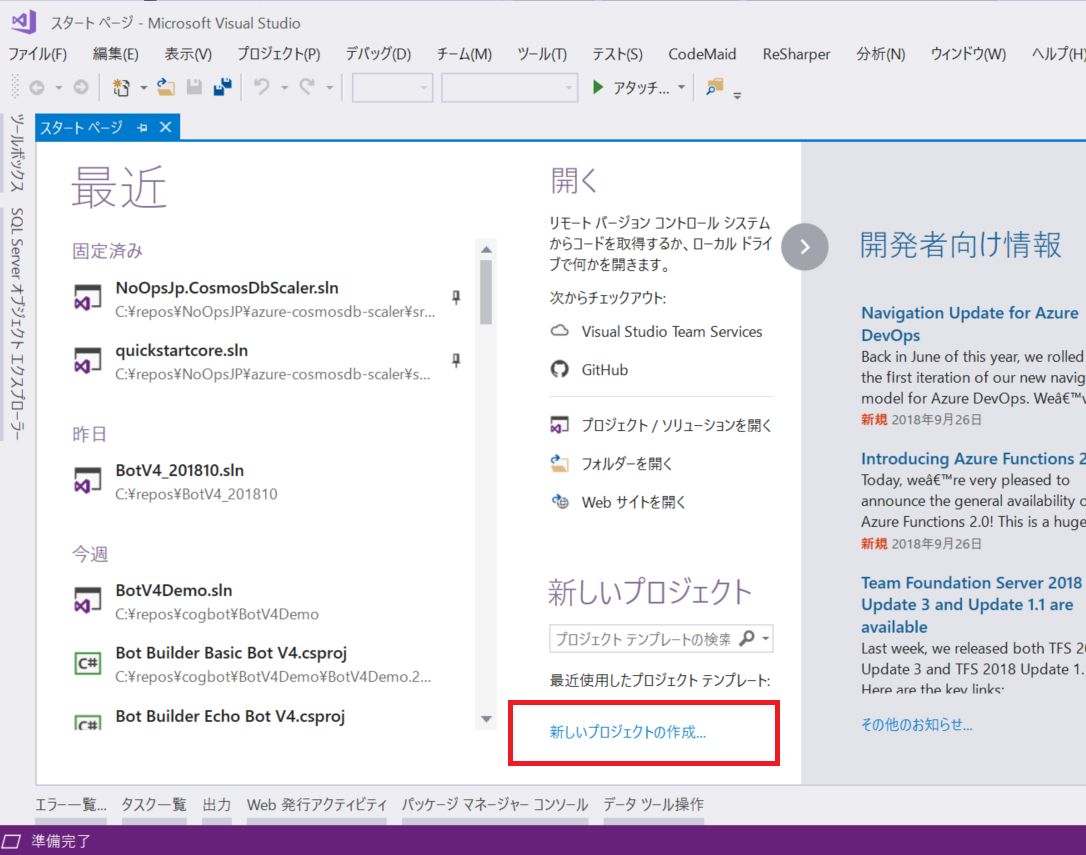 スタート ページ - Microsoft Visual Studio
ファイル(F) 編集(E) 表示(V) プロジェクト(P) デバッグ(D) チーム(M) ツール(T) テスト(S) CodeMaid ReSharper 分析(N) ウィンドウ(W) ヘルプ(H)
アタッチ...
ツールボックス
SQL Server オブジェクト エクスプローラー
スタート ページ
最近
固定済み
NoOpsJp.CosmosDbScaler.sln
C:¥repos¥NoOpsJP¥azure-cosmosdb-scaler¥sr...
quickstartcore.sln
C:¥repos¥NoOpsJP¥azure-cosmosdb-scaler¥s...
昨日
BotV4_201810.sln
C:¥repos¥BotV4_201810
今週
BotV4Demo.sln
C:¥repos¥cogbot¥BotV4Demo
C# Bot Builder Basic Bot V4.csproj
C:¥repos¥cogbot¥BotV4Demo¥BotV4Demo.2...
C# Bot Builder Echo Bot V4.csproj
開く
リモート バージョン コントロール システム
からコードを取得するか、ローカル ドライ
ブで何かを開きます。
次からチェックアウト:
Visual Studio Team Services
GitHub
プロジェクト / ソリューションを開く
フォルダーを開く
Web サイトを開く
新しいプロジェクト
プロジェクト テンプレートの検索
最近使用したプロジェクト テンプレート:
新しいプロジェクトの作成...
開発者向け情報
Navigation Update for Azure
DevOps
Back in June of this year, we rolled
the first iteration of our new navig
model for Azure DevOps. Weâ€™v
新規 2018年9月26日
Introducing Azure Functions 2
Today, weâ€™re very pleased to
announce the general availability o
Azure Functions 2.0! This is a huge
新規 2018年9月26日
Team Foundation Server 2018
Update 3 and Update 1.1 are
available
Last week, we released both TFS 20
Update 3 and TFS 2018 Update 1.
Here are the key links:
その他のお知らせ...
エラー一覧... タスク一覧 出力 Web 発行アクティビティ パッケージ マネージャー コンソール データ ツール操作
準備完了